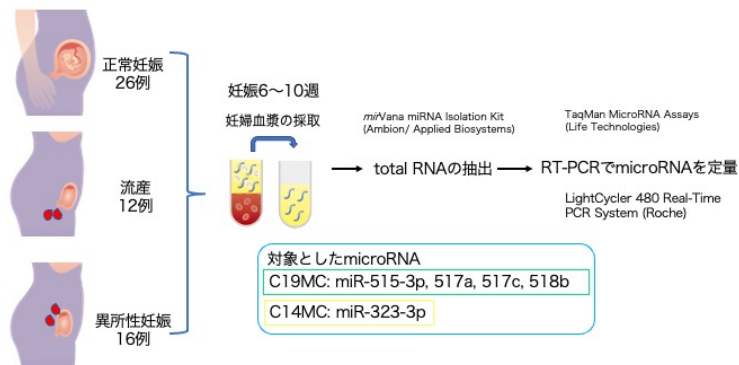 正常妊娠
26例
流産
12例
異所性妊娠
16例
妊娠6〜10週
妊婦血漿の採取
mirVana miRNA Isolation Kit
(Ambion/ Applied Biosystems)
total RNAの抽出
TaqMan MicroRNA Assays
(Life Technologies)
RT-PCRでmicroRNAを定量
LightCycler 480 Real-Time
PCR System (Roche)
対象としたmicroRNA
C19MC: miR-515-3p, 517a, 517c, 518b
C14MC: miR-323-3p